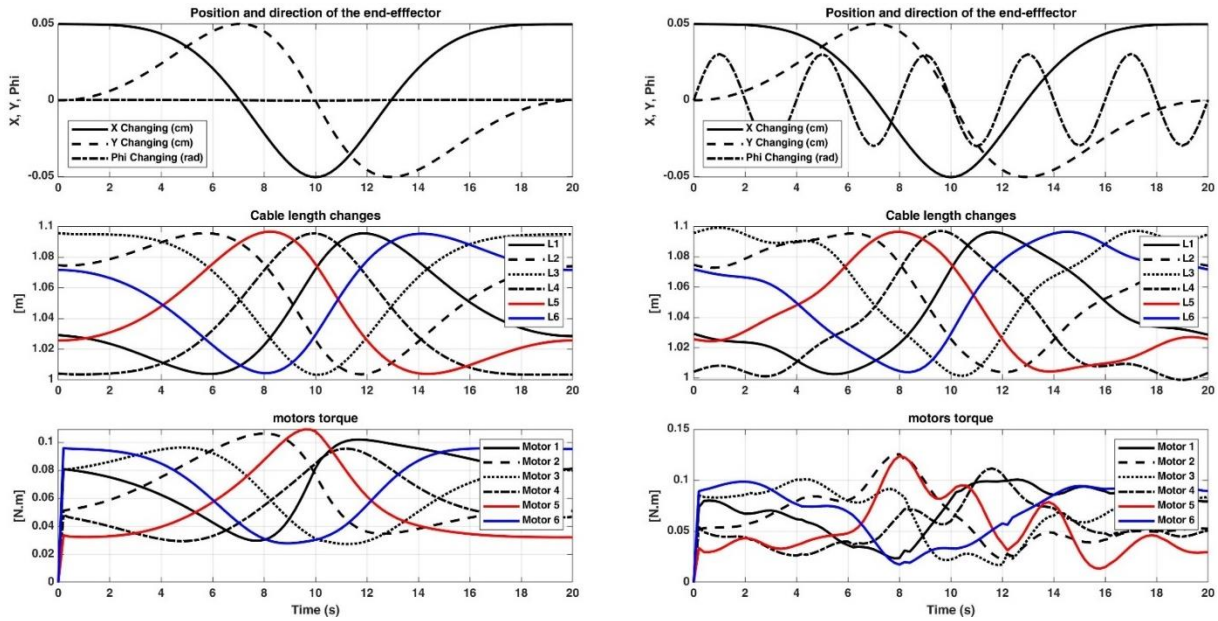 Position and direction of the end-efffector
X, Y, Phi
0.05
0
-0.05
X Changing (cm)
Y Changing (cm)
Phi Changing (rad)
0 2 4 6 8 10 12 14 16 18 20
Cable length changes
[m]
1.1
1.08
1.06
1.04
1.02
1
L1
L2
L3
L4
L5
L6
0 2 4 6 8 10 12 14 16 18 20
motors torque
[N.m]
0.1
0.08
0.06
0.04
0.02
0
Motor 1
Motor 2
Motor 3
Motor 4
Motor 5
Motor 6
0 2 4 6 8 10 12 14 16 18 20
Time (s)
Position and direction of the end-efffector
X, Y, Phi
0.05
0
-0.05
X Changing (cm)
Y Changing (cm)
Phi Changing (rad)
0 2 4 6 8 10 12 14 16 18 20
Cable length changes
[m]
1.1
1.08
1.06
1.04
1.02
1
L1
L2
L3
L4
L5
L6
0 2 4 6 8 10 12 14 16 18 20
motors torque
[N.m]
0.15
0.1
0.05
0
Motor 1
Motor 2
Motor 3
Motor 4
Motor 5
Motor 6
0 2 4 6 8 10 12 14 16 18 20
Time (s)